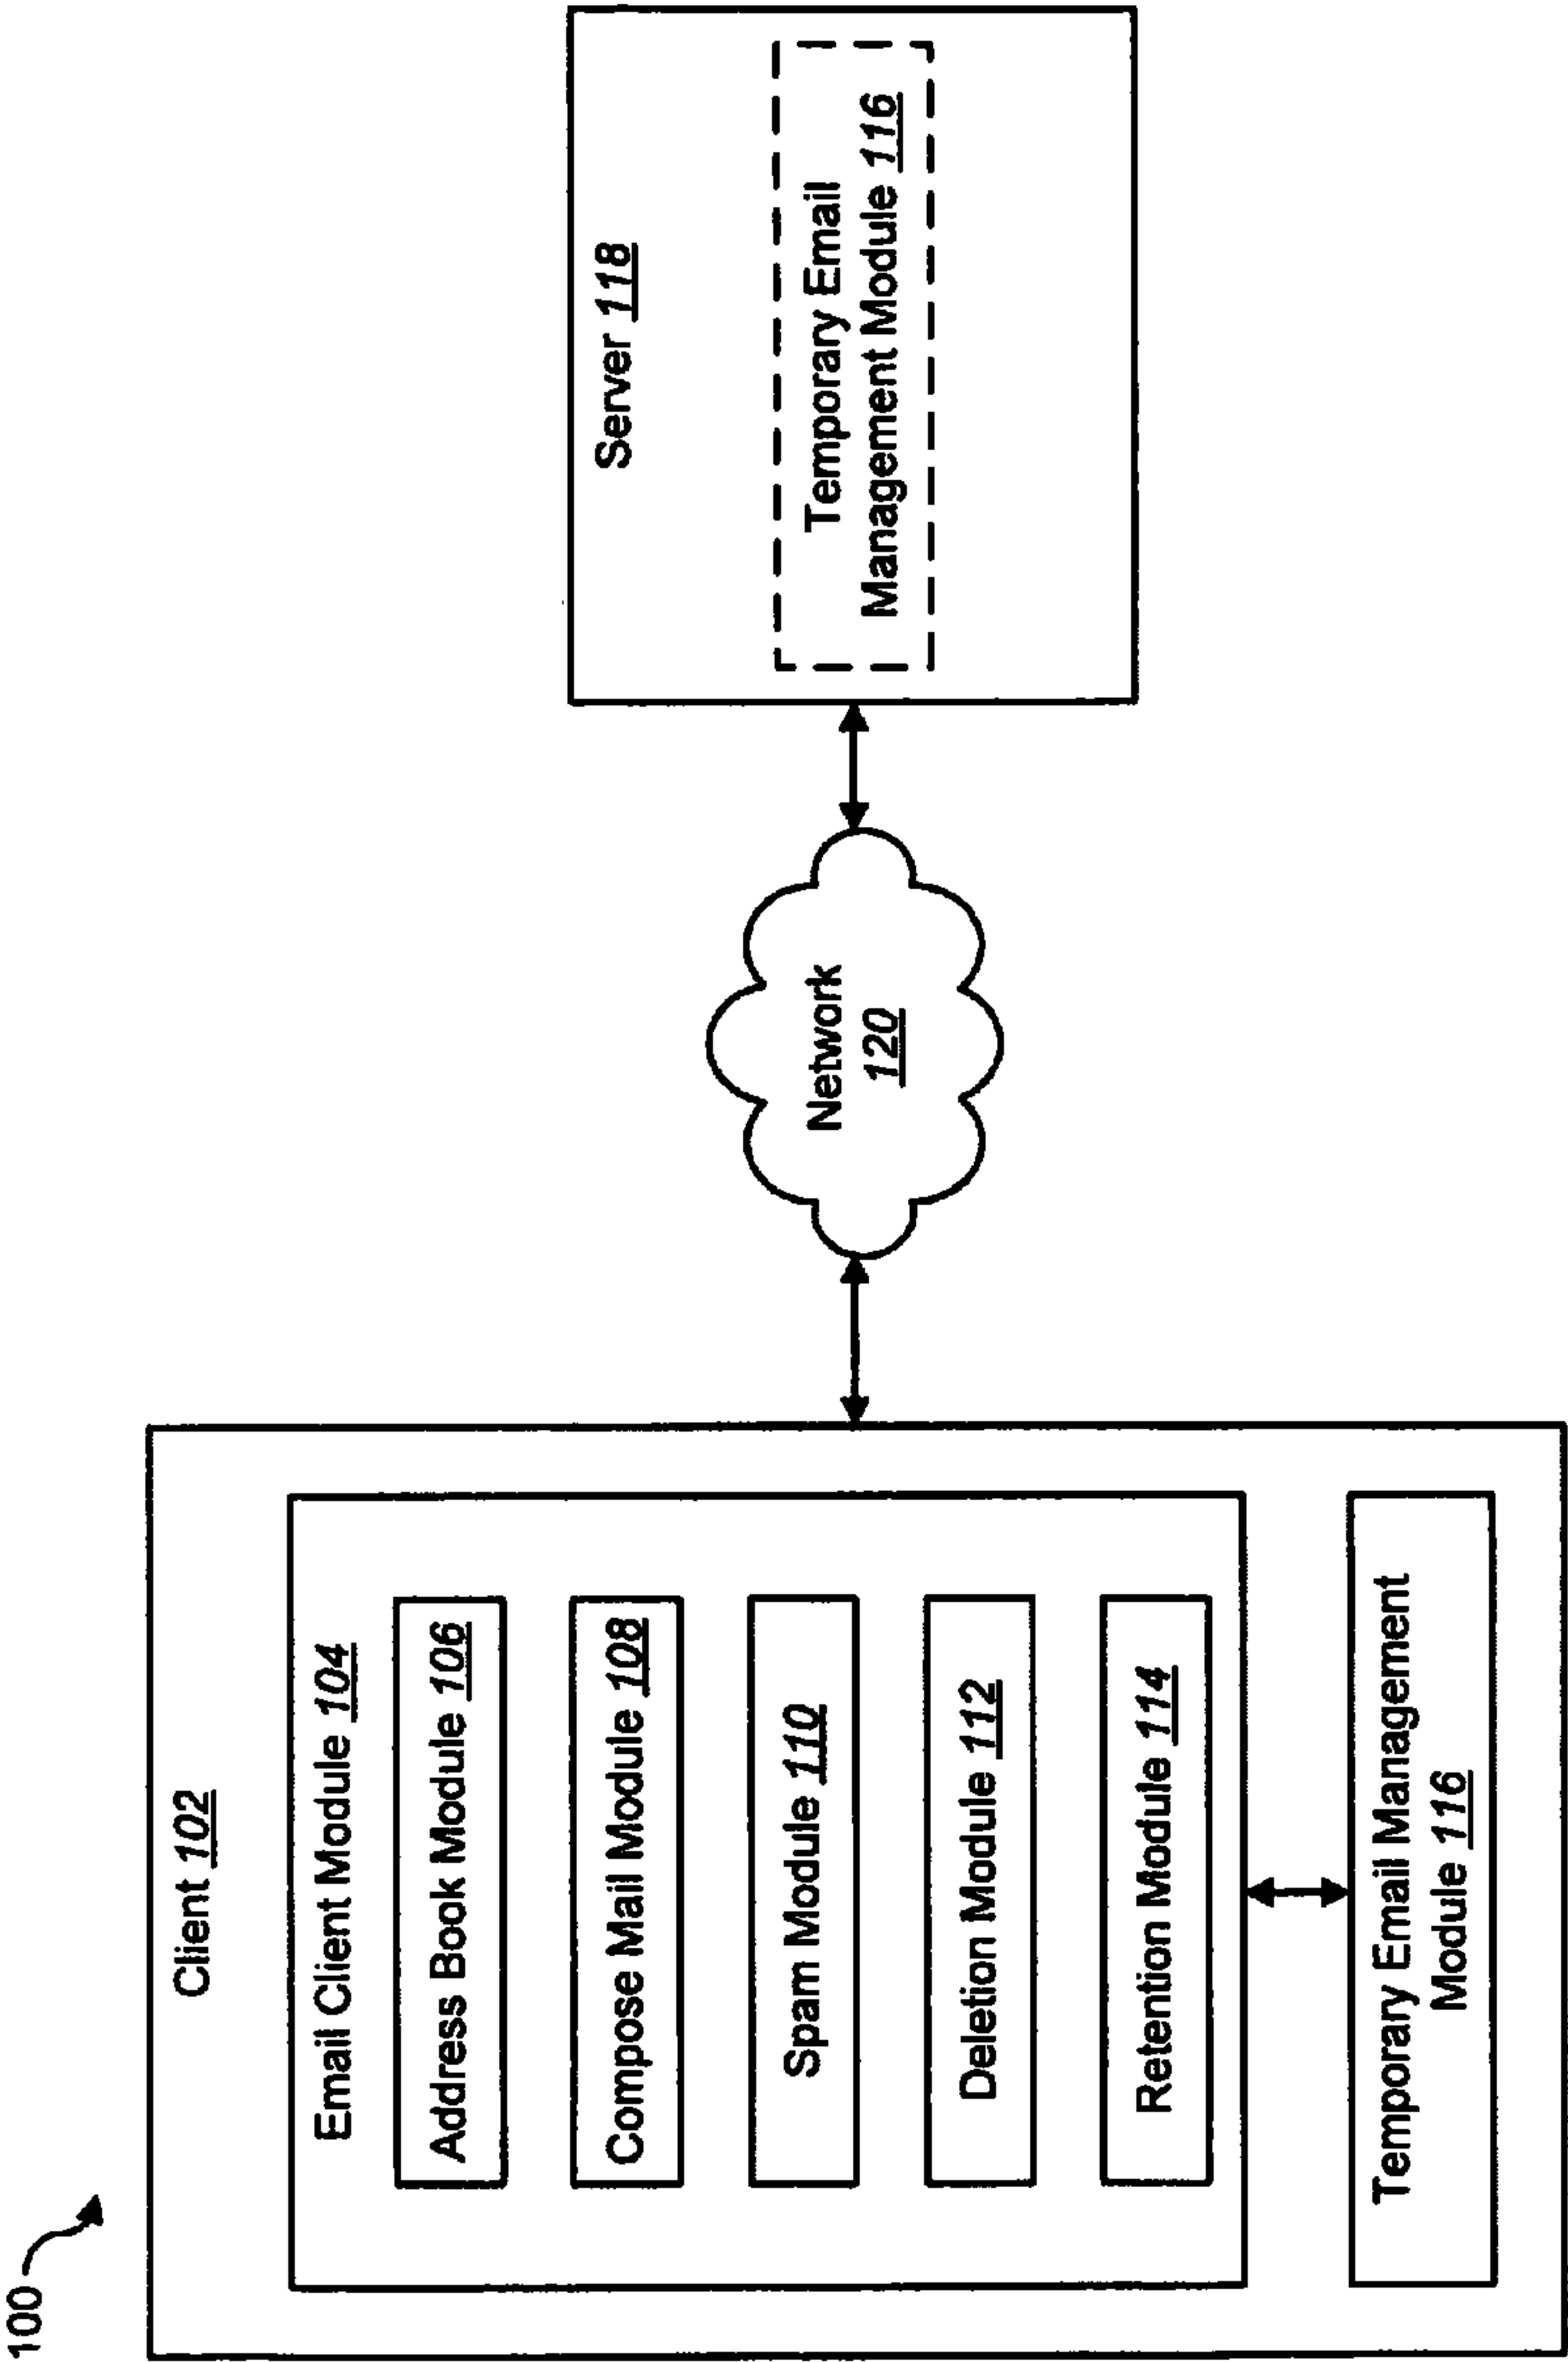 100
Client 102
Email Client Module 104
Address Book Module 106
Compose Mail Module 108
Spam Module 110
Deletion Module 112
Retention Module 114
Temporary Email Management
Module 116
Network
120
Server 118
Temporary Email
Management Module 116